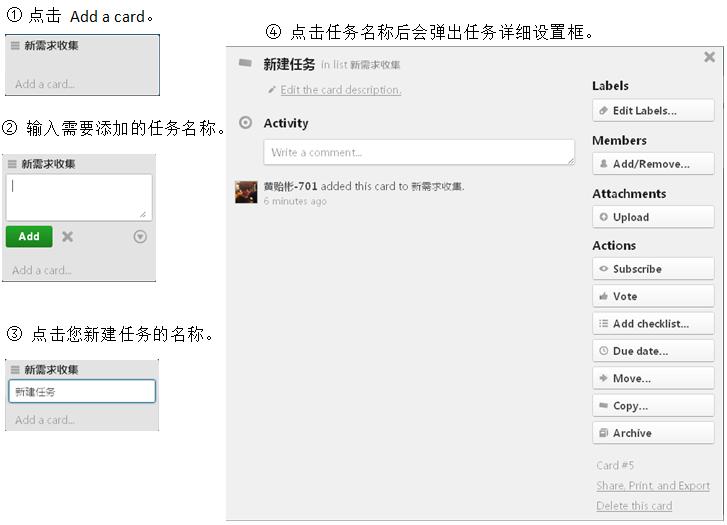 ① 点击 Add a card。
新需求收集
Add a card...
② 输入需要添加的任务名称。
新需求收集
Add
Add a card...
③ 点击您新建任务的名称。
新需求收集
新建任务
Add a card...
④ 点击任务名称后会弹出任务详细设置框。
新建任务 in list 新需求收集
Edit the card description.
Activity
Write a comment...
黄贻彬-701 added this card to 新需求收集.
6 minutes ago
Labels
Edit Labels...
Members
Add/Remove...
Attachments
Upload
Actions
Subscribe
Vote
Add checklist...
Due date...
Move...
Copy...
Archive
Card #5
Share, Print, and Export
Delete this card